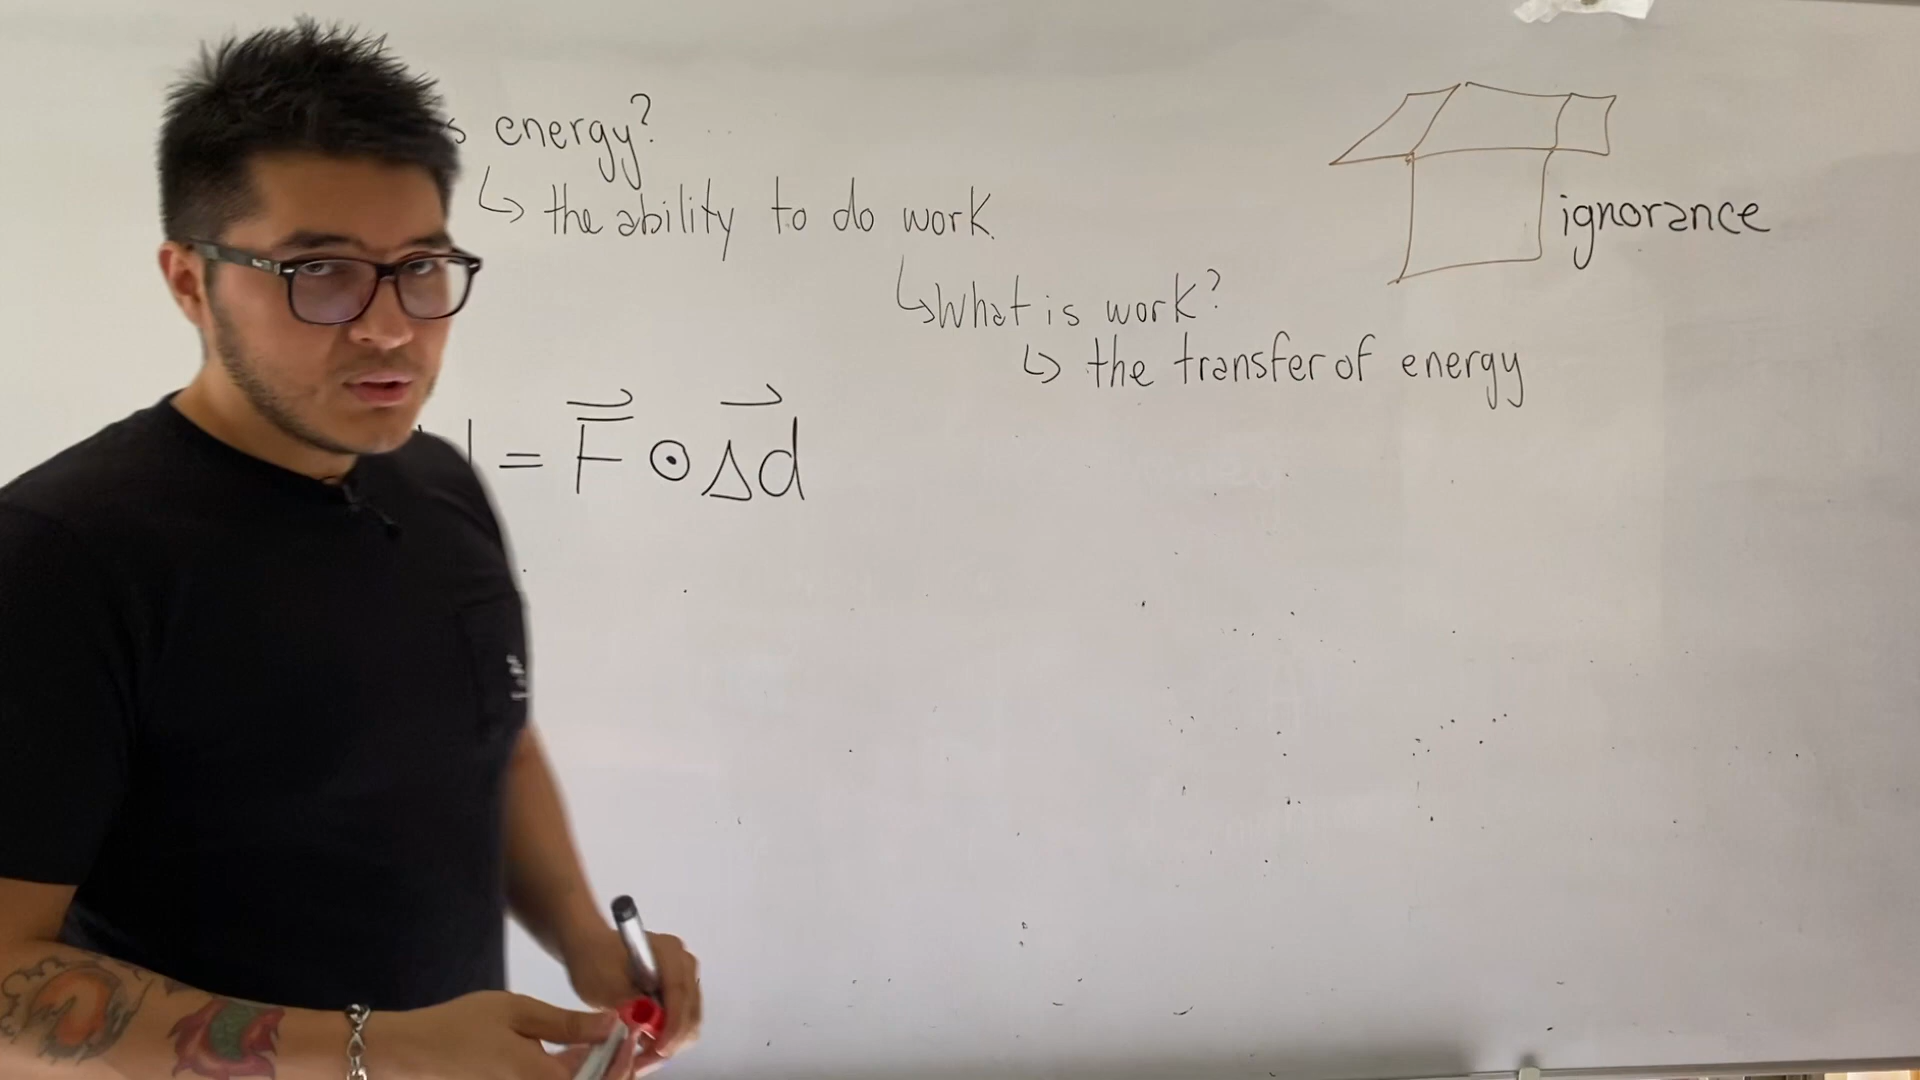 s energy?
↳ the ability to do work.
↳ What is work?
↳ the transfer of energy
= F⃗ ⊙ Δd⃗
ignorance